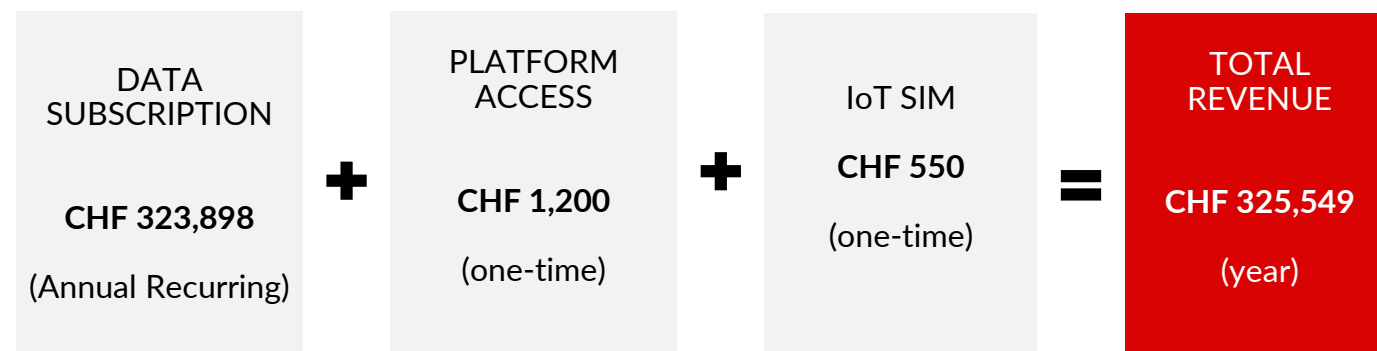 DATA
SUBSCRIPTION
CHF 323,898
(Annual Recurring)
+
PLATFORM
ACCESS
CHF 1,200
(one-time)
+
IoT SIM
CHF 550
(one-time)
=
TOTAL
REVENUE
CHF 325,549
(year)